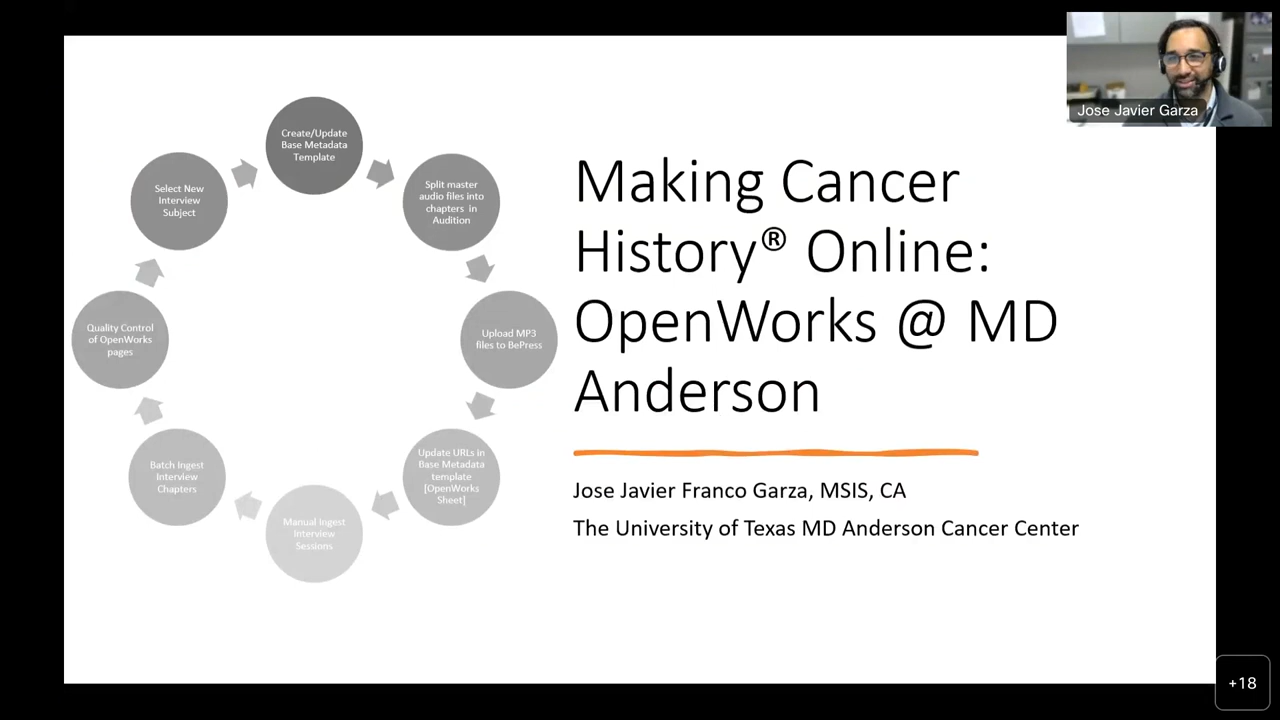 Create/Update
Base Metadata
Template
Split master
audio files into
chapters in
Audition
Upload MP3
files to BePress
Update URLs in
Base Metadata
template
[OpenWorks
Sheet]
Manual Ingest
Interview
Sessions
Batch Ingest
Interview
Chapters
Quality Control
of OpenWorks
pages
Select New
Interview
Subject
Making Cancer
History® Online:
OpenWorks @ MD
Anderson
Jose Javier Franco Garza, MSIS, CA
The University of Texas MD Anderson Cancer Center
Jose Javier Garza
+18